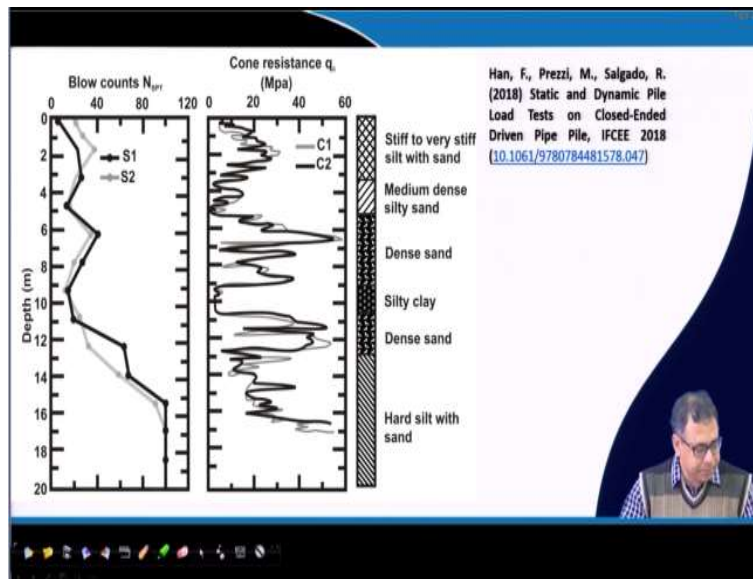 Blow counts N_SPT
0 40 80 120
S1
S2
Depth (m)
0
2
4
6
8
10
12
14
16
18
20
Cone resistance q
(Mpa)
0 20 40 60
C1
C2
Stiff to very stiff
silt with sand
Medium dense
silty sand
Dense sand
Silty clay
Dense sand
Hard silt with
sand
Han, F., Prezzi, M., Salgado, R.
(2018) Static and Dynamic Pile
Load Tests on Closed-Ended
Driven Pipe Pile, IFCEE 2018
(10.1061/9780784481578.047)